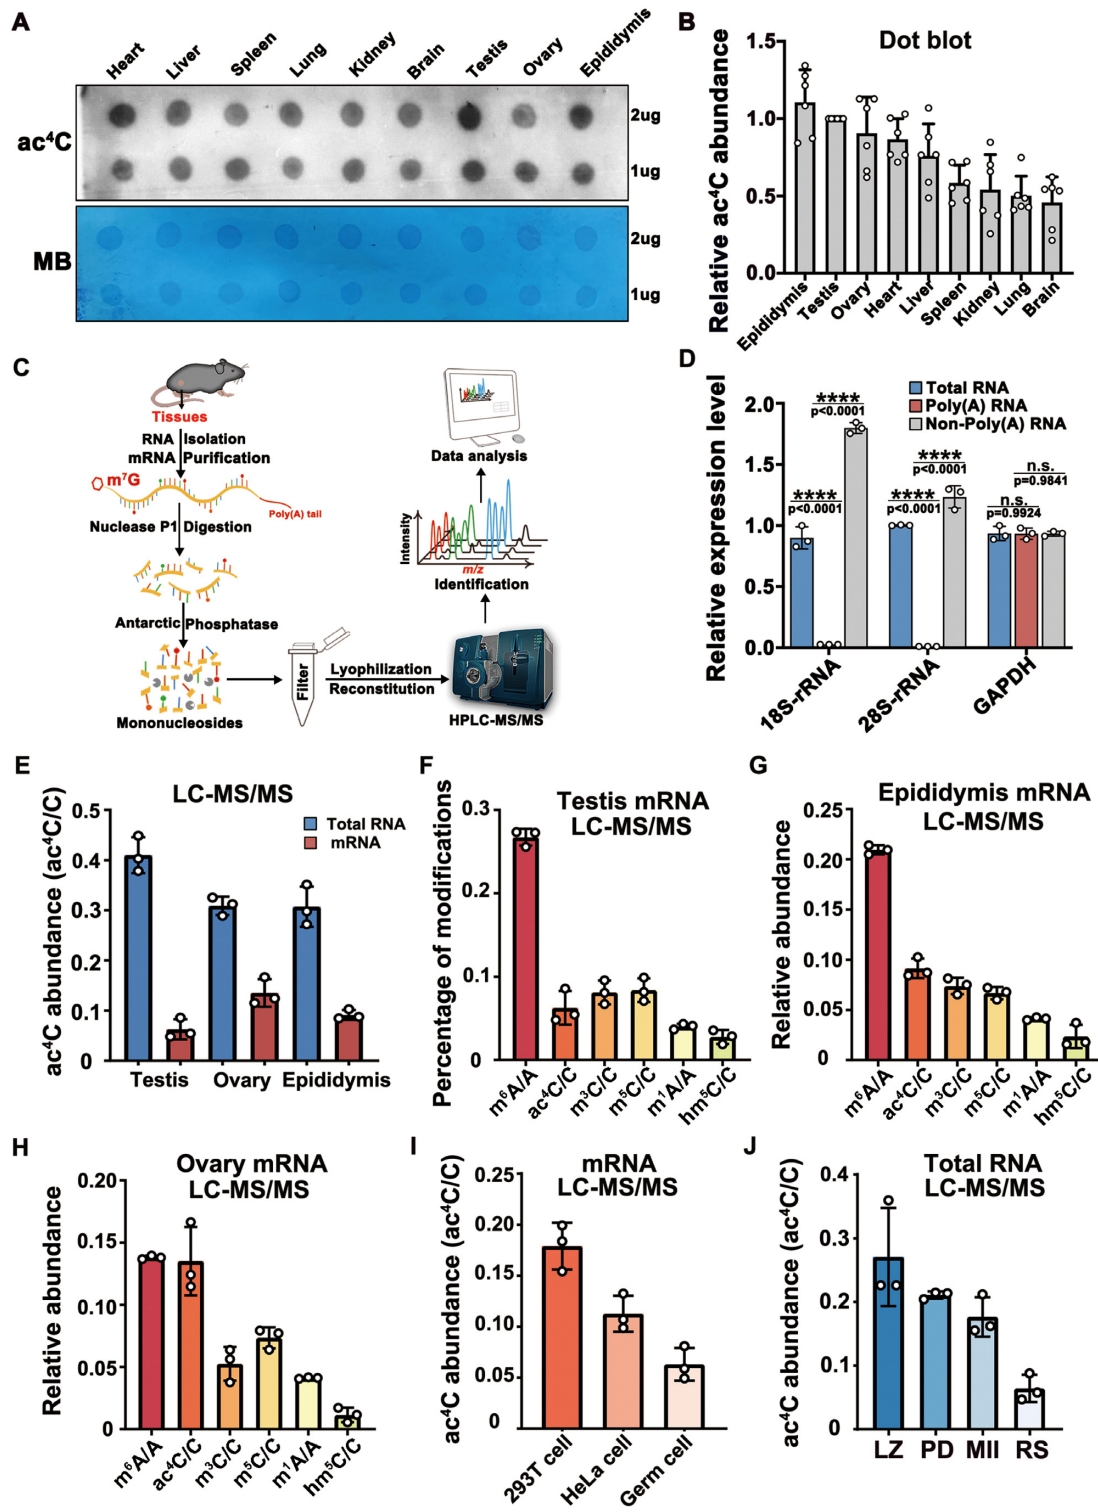 A
Heart
Liver
Spleen
Lung
Kidney
Brain
Testis
Ovary
Epididymis
ac⁴C
2ug
1ug
MB
2ug
1ug
B
Dot blot
Relative ac⁴C abundance
1.5
1.0
0.5
0.0
Epididymis
Testis
Ovary
Heart
Liver
Spleen
Kidney
Lung
Brain
C
Tissues
RNA Isolation
mRNA Purification
m⁷G
Poly(A) tail
Nuclease P1 Digestion
Antarctic Phosphatase
Mononucleosides
Filter
Lyophilization
Reconstitution
HPLC-MS/MS
Identification
m/z
Intensity
Data analysis
D
Relative expression level
Total RNA
Poly(A) RNA
Non-Poly(A) RNA
2.0
1.5
1.0
0.5
0.0
****
p<0.0001
****
p<0.0001
****
p<0.0001
****
p<0.0001
n.s.
p=0.9841
n.s.
p=0.9924
18S-rRNA
28S-rRNA
GAPDH
E
LC-MS/MS
ac⁴C abundance (ac⁴C/C)
Total RNA
mRNA
0.5
0.4
0.3
0.2
0.1
0
Testis
Ovary
Epididymis
F
Testis mRNA
LC-MS/MS
Percentage of modifications
0.3
0.2
0.1
0
m⁶A/A
ac⁴C/C
m³C/C
m⁵C/C
m¹A/A
hm⁵C/C
G
Epididymis mRNA
LC-MS/MS
Relative abundance
0.25
0.20
0.15
0.10
0.05
0
m⁶A/A
ac⁴C/C
m³C/C
m⁵C/C
m¹A/A
hm⁵C/C
H
Ovary mRNA
LC-MS/MS
Relative abundance
0.20
0.15
0.10
0.05
0
m⁶A/A
ac⁴C/C
m³C/C
m⁵C/C
m¹A/A
hm⁵C/C
I
mRNA
LC-MS/MS
ac⁴C abundance (ac⁴C/C)
0.25
0.20
0.15
0.10
0.05
0
293T cell
HeLa cell
Germ cell
J
Total RNA
LC-MS/MS
ac⁴C abundance (ac⁴C/C)
0.4
0.3
0.2
0.1
0
LZ
PD
MII
RS